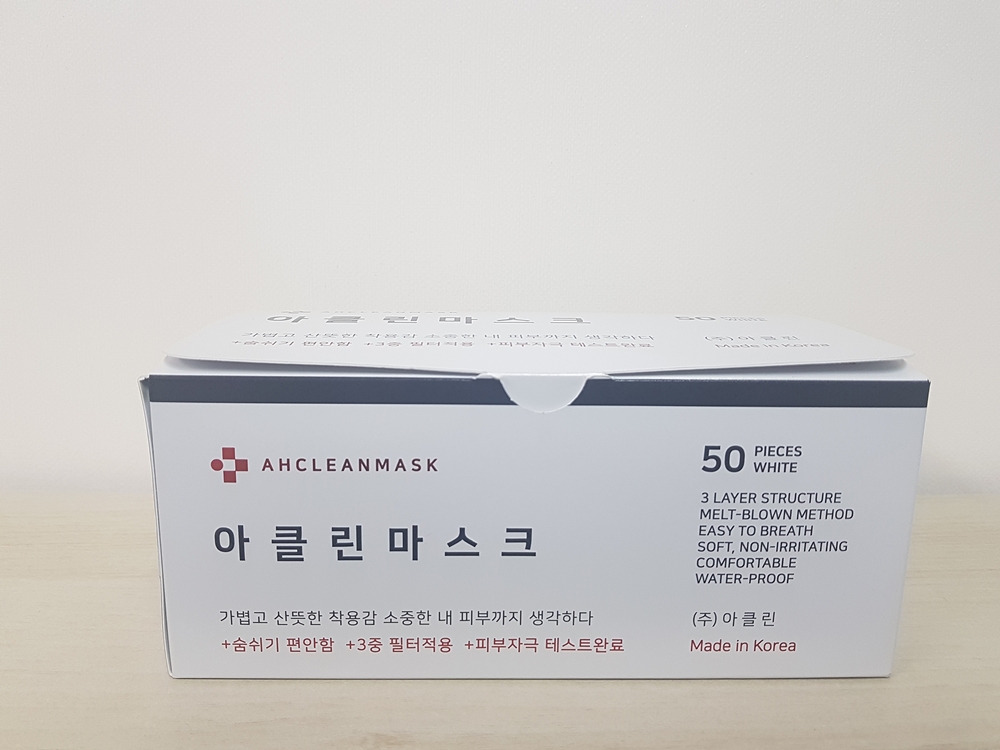 아클린마스크
50
WHITE
가볍고 산뜻한 착용감 소중한 내 피부까지 생각하다
(주)아클린
+숨쉬기 편안함 +3중 필터적용 +피부자극 테스트완료
Made in Korea
AHCLEANMASK
50 PIECES
WHITE
3 LAYER STRUCTURE
MELT-BLOWN METHOD
EASY TO BREATH
SOFT, NON-IRRITATING
COMFORTABLE
WATER-PROOF
아클린마스크
가볍고 산뜻한 착용감 소중한 내 피부까지 생각하다
(주)아클린
+숨쉬기 편안함 +3중 필터적용 +피부자극 테스트완료
Made in Korea